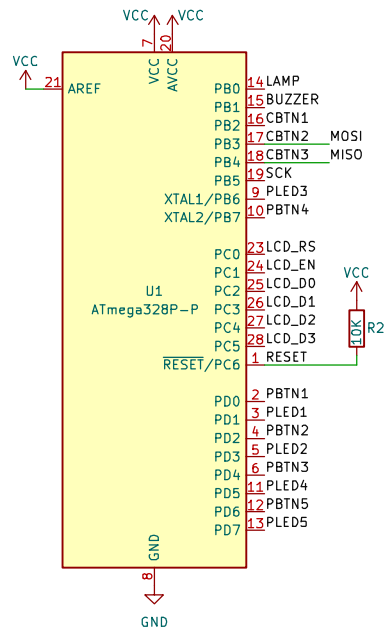 VCC VCC
7 20
VCC
21 AREF VCC AVCC
PB0 14 LAMP
PB1 15 BUZZER
PB2 16 CBTN1
PB3 17 CBTN2 MOSI
PB4 18 CBTN3 MISO
PB5 19 SCK
XTAL1/PB6 9 PLED3
XTAL2/PB7 10 PBTN4
PC0 23 LCD_RS
PC1 24 LCD_EN
VCC
U1
PC2 25 LCD_D0
ATmega328P-P
PC3 26 LCD_D1
PC4 27 LCD_D2
10K R2
PC5 28 LCD_D3
RESET/PC6 1 RESET
PD0 2 PBTN1
PD1 3 PLED1
PD2 4 PBTN2
PD3 5 PLED2
PD4 6 PBTN3
PD5 11 PLED4
PD6 12 PBTN5
PD7 13 PLED5
GND
8
GND